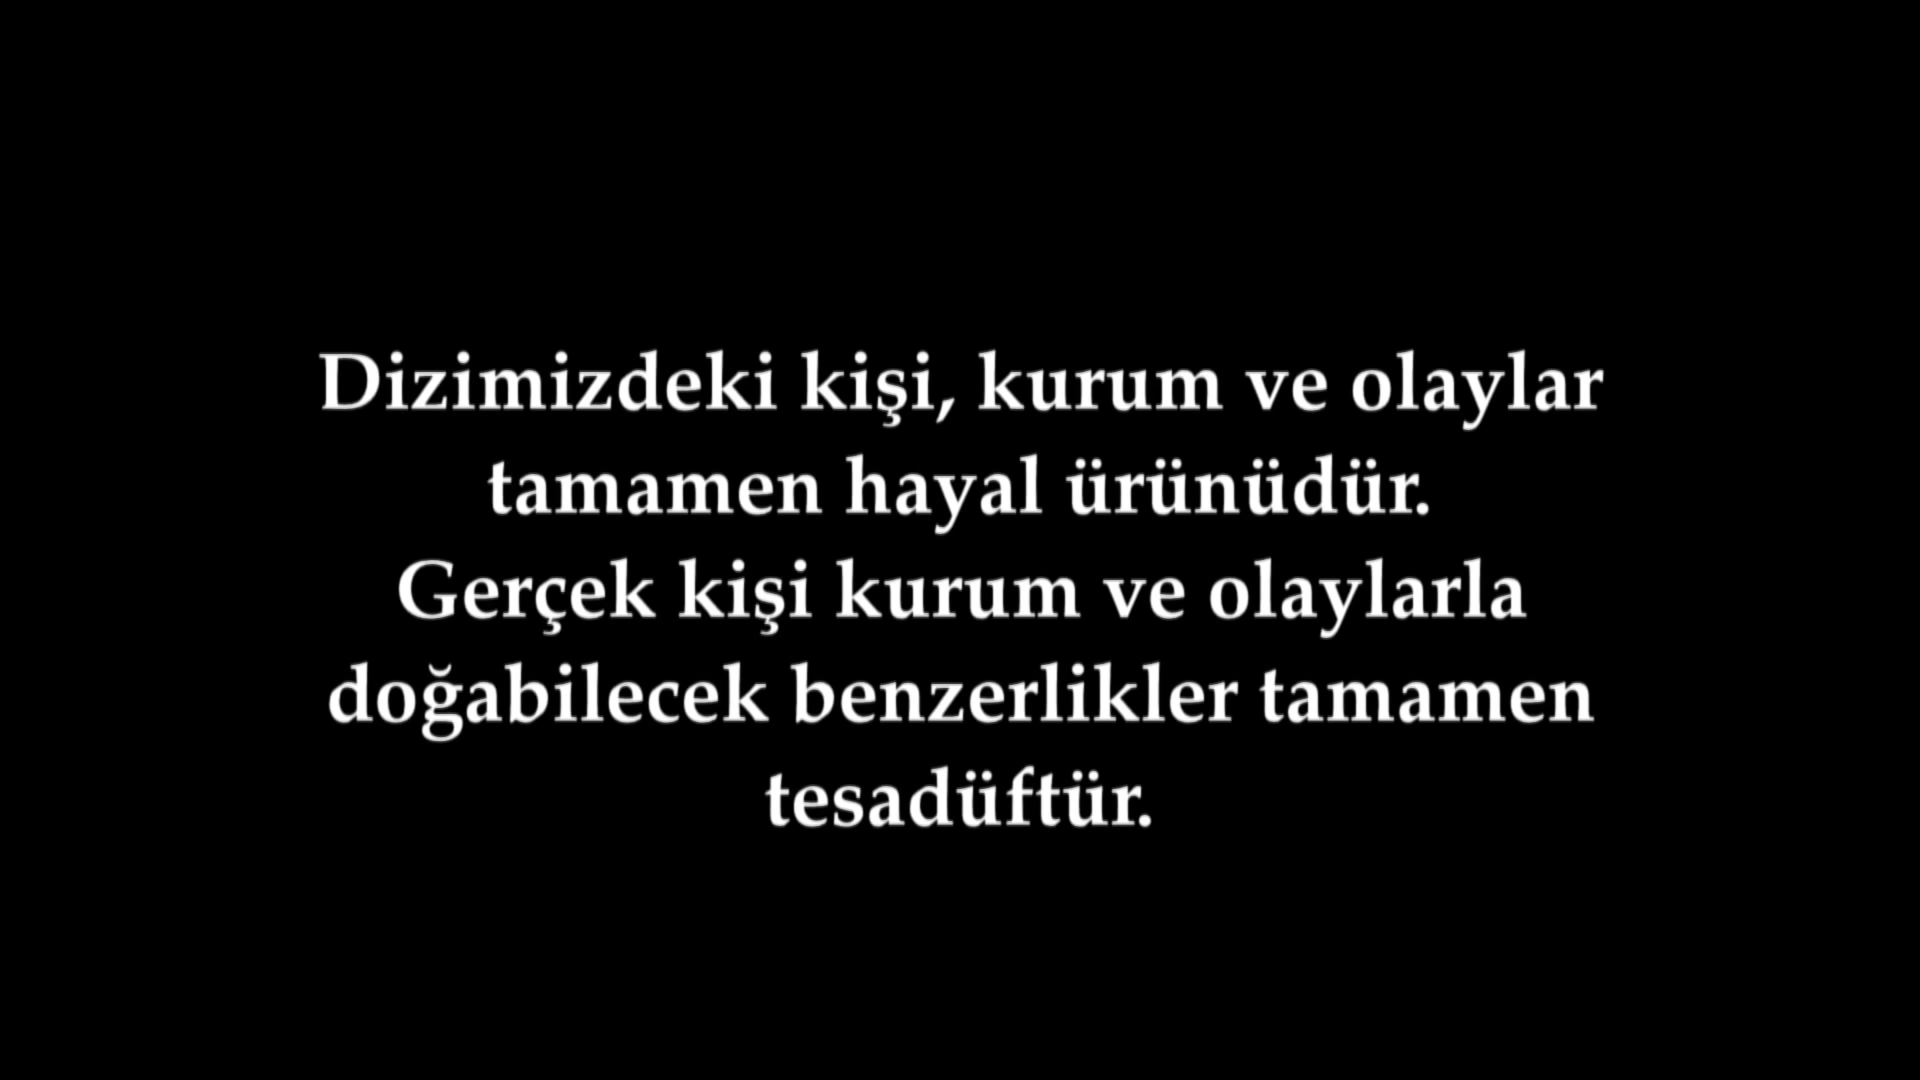 Dizimizdeki kişi, kurum ve olaylar
tamamen hayal ürünüdür.
Gerçek kişi kurum ve olaylarla
doğabilecek benzerlikler tamamen
tesadüftür.